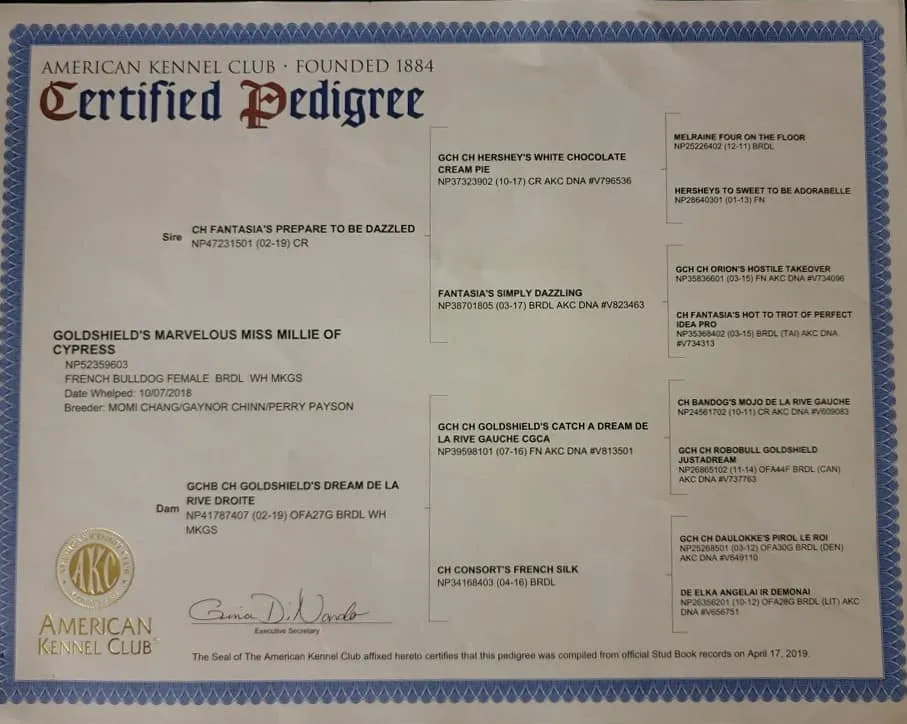 AMERICAN KENNEL CLUB · FOUNDED 1884
Certified Pedigree
Sire
CH FANTASIA'S PREPARE TO BE DAZZLED
NP47231501 (02-19) CR
GOLDSHIELD'S MARVELOUS MISS MILLIE OF
CYPRESS
NP52359603
FRENCH BULLDOG FEMALE BRDL WH MKGS
Date Whelped: 10/07/2018
Breeder: MOMI CHANG/GAYNOR CHINN/PERRY PAYSON
Dam
GCHB CH GOLDSHIELD'S DREAM DE LA
RIVE DROITE
NP41787407 (02-19) OFA27G BRDL WH
MKGS
GCH CH HERSHEY'S WHITE CHOCOLATE
CREAM PIE
NP37323902 (10-17) CR AKC DNA #V796536
FANTASIA'S SIMPLY DAZZLING
NP38701805 (03-17) BRDL AKC DNA #V823463
GCH CH GOLDSHIELD'S CATCH A DREAM DE
LA RIVE GAUCHE CGCA
NP39598101 (07-16) FN AKC DNA #V813501
CH CONSORT'S FRENCH SILK
NP34168403 (04-16) BRDL
MELRAINE FOUR ON THE FLOOR
NP25226402 (12-11) BRDL
HERSHEYS TO SWEET TO BE ADORABELLE
NP28640301 (01-13) FN
GCH CH ORION'S HOSTILE TAKEOVER
NP35836601 (03-15) FN AKC DNA #V734096
CH FANTASIA'S HOT TO TROT OF PERFECT
IDEA PRO
NP35368402 (03-15) BRDL (TAI) AKC DNA
#V734313
CH BANDOG'S MOJO DE LA RIVE GAUCHE
NP24561702 (10-11) CR AKC DNA #V609083
GCH CH ROBOBULL GOLDSHIELD
JUSTADREAM
NP26865102 (11-14) OFA44F BRDL (CAN)
AKC DNA #V737763
GCH CH DAULOKKE'S PIROL LE ROI
NP25268501 (03-12) OFA30G BRDL (DEN)
AKC DNA #V649110
DE ELKA ANGELAI IR DEMONAI
NP26356201 (10-12) OFA28G BRDL (LIT) AKC
DNA #V656751
AKC
AMERICAN
KENNEL CLUB
Gina DiNardo
Executive Secretary
The Seal of The American Kennel Club affixed hereto certifies that this pedigree was compiled from official Stud Book records on April 17, 2019.